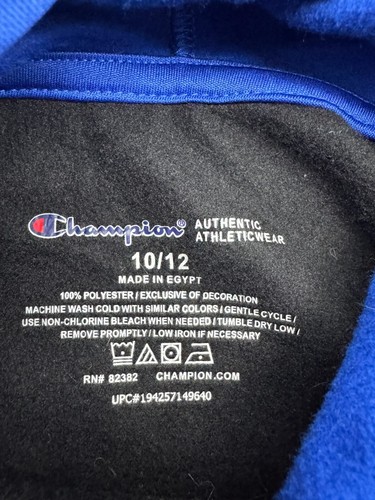 Champion® AUTHENTIC
ATHLETICWEAR
10/12
MADE IN EGYPT
100% POLYESTER / EXCLUSIVE OF DECORATION
MACHINE WASH COLD WITH SIMILAR COLORS / GENTLE CYCLE /
USE NON-CHLORINE BLEACH WHEN NEEDED / TUMBLE DRY LOW /
REMOVE PROMPTLY / LOW IRON IF NECESSARY
RN# 82382 CHAMPION.COM
UPC#194257149640